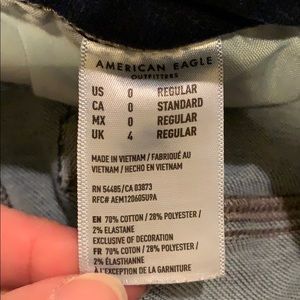 AMERICAN EAGLE
OUTFITTERS
US 0 REGULAR
CA 0 STANDARD
MX 0 REGULAR
UK 4 REGULAR
MADE IN VIETNAM / FABRIQUÉ AU
VIETNAM / HECHO EN VIETNAM
RN 54485/CA 03873
RFC# AEM120605U9A
EN 70% COTTON / 28% POLYESTER /
2% ELASTANE
EXCLUSIVE OF DECORATION
FR 70% COTON / 28% POLYESTER /
2% ÉLASTHANNE
À L'EXCEPTION DE LA GARNITURE